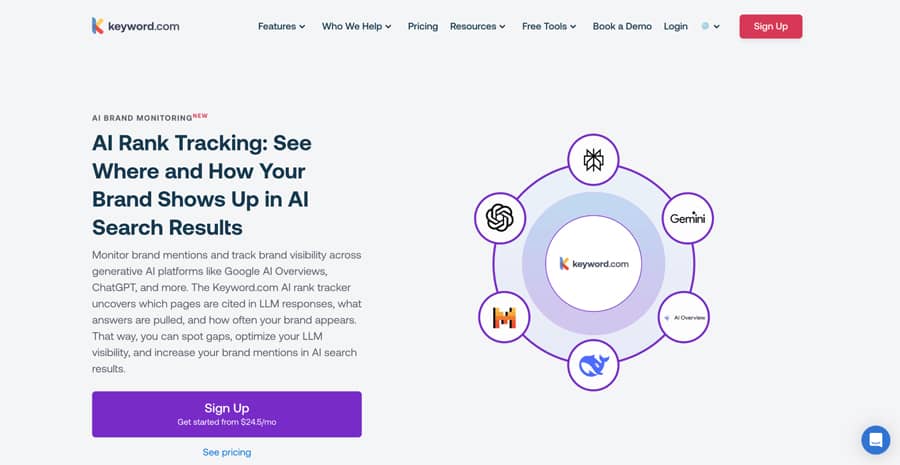 keyword.com
Features
Who We Help
Pricing
Resources
Free Tools
Book a Demo
Login
Sign Up
AI BRAND MONITORING NEW
AI Rank Tracking: See
Where and How Your
Brand Shows Up in AI
Search Results
Monitor brand mentions and track brand visibility across
generative AI platforms like Google AI Overviews,
ChatGPT, and more. The Keyword.com AI rank tracker
uncovers which pages are cited in LLM responses, what
answers are pulled, and how often your brand appears.
That way, you can spot gaps, optimize your LLM
visibility, and increase your brand mentions in AI search
results.
Sign Up
Get started from $24.5/mo
See pricing
Gemini
keyword.com
AI Overview